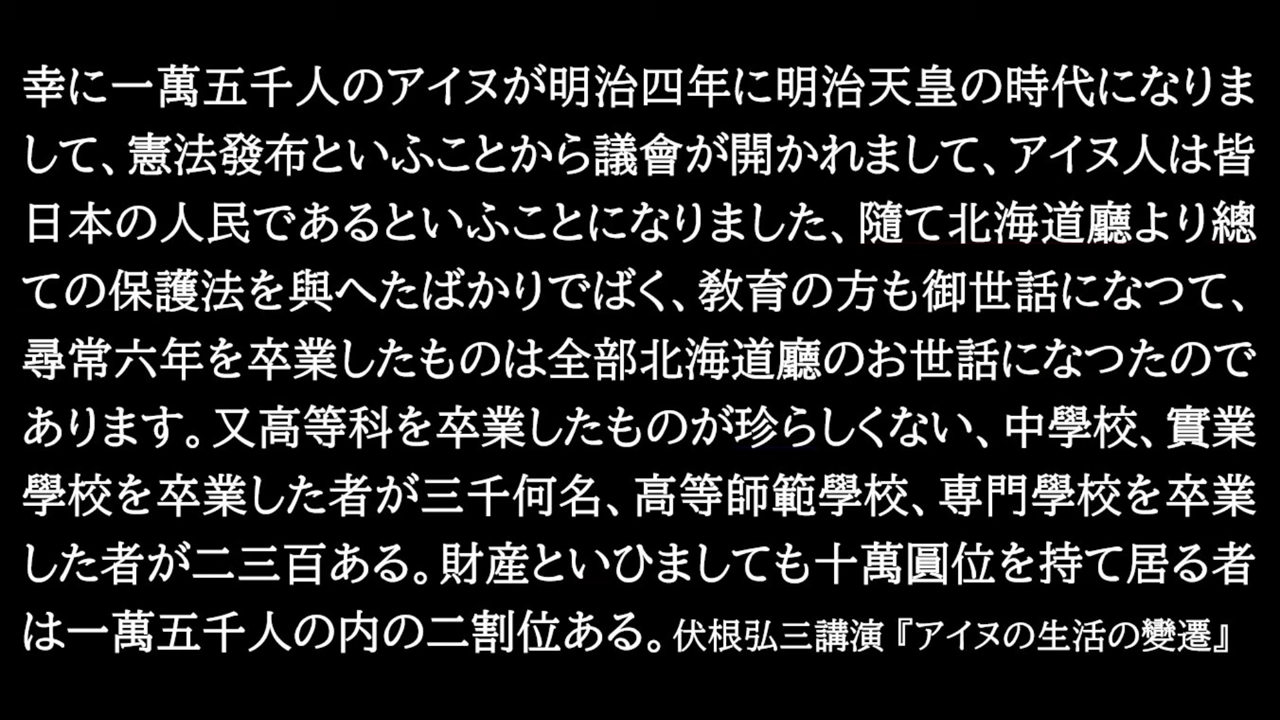 幸に一萬五千人のアイヌが明治四年に明治天皇の時代になりま
して、憲法發布といふことから議會が開かれまして、アイヌ人は皆
日本の人民であるといふことになりました、隨て北海道廳より總
ての保護法を與へたばかりでばく、敎育の方も御世話になつて、
尋常六年を卒業したものは全部北海道廳のお世話になつたので
あります。又高等科を卒業したものが珍らしくない、中學校、實業
學校を卒業した者が三千何名、高等師範學校、専門學校を卒業
した者が二三百ある。財産といひましても十萬圓位を持て居る者
は一萬五千人の内の二割位ある。伏根弘三講演『アイヌの生活の變遷』